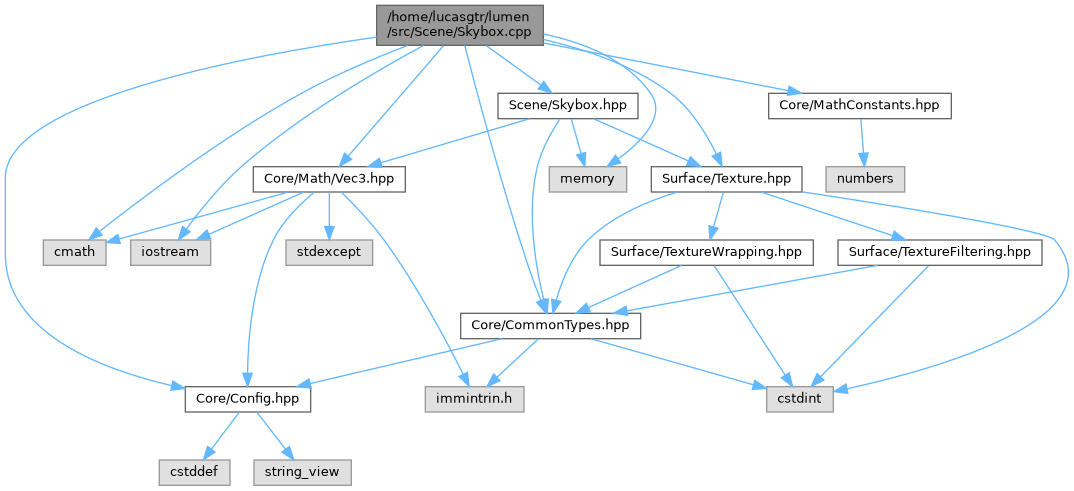 /home/lucasgtr/lumen
/src/Scene/Skybox.cpp
Scene/Skybox.hpp
Core/MathConstants.hpp
Core/Math/Vec3.hpp
memory
Surface/Texture.hpp
numbers
cmath
iostream
stdexcept
Surface/TextureWrapping.hpp
Surface/TextureFiltering.hpp
Core/CommonTypes.hpp
Core/Config.hpp
immintrin.h
cstdint
cstddef
string_view